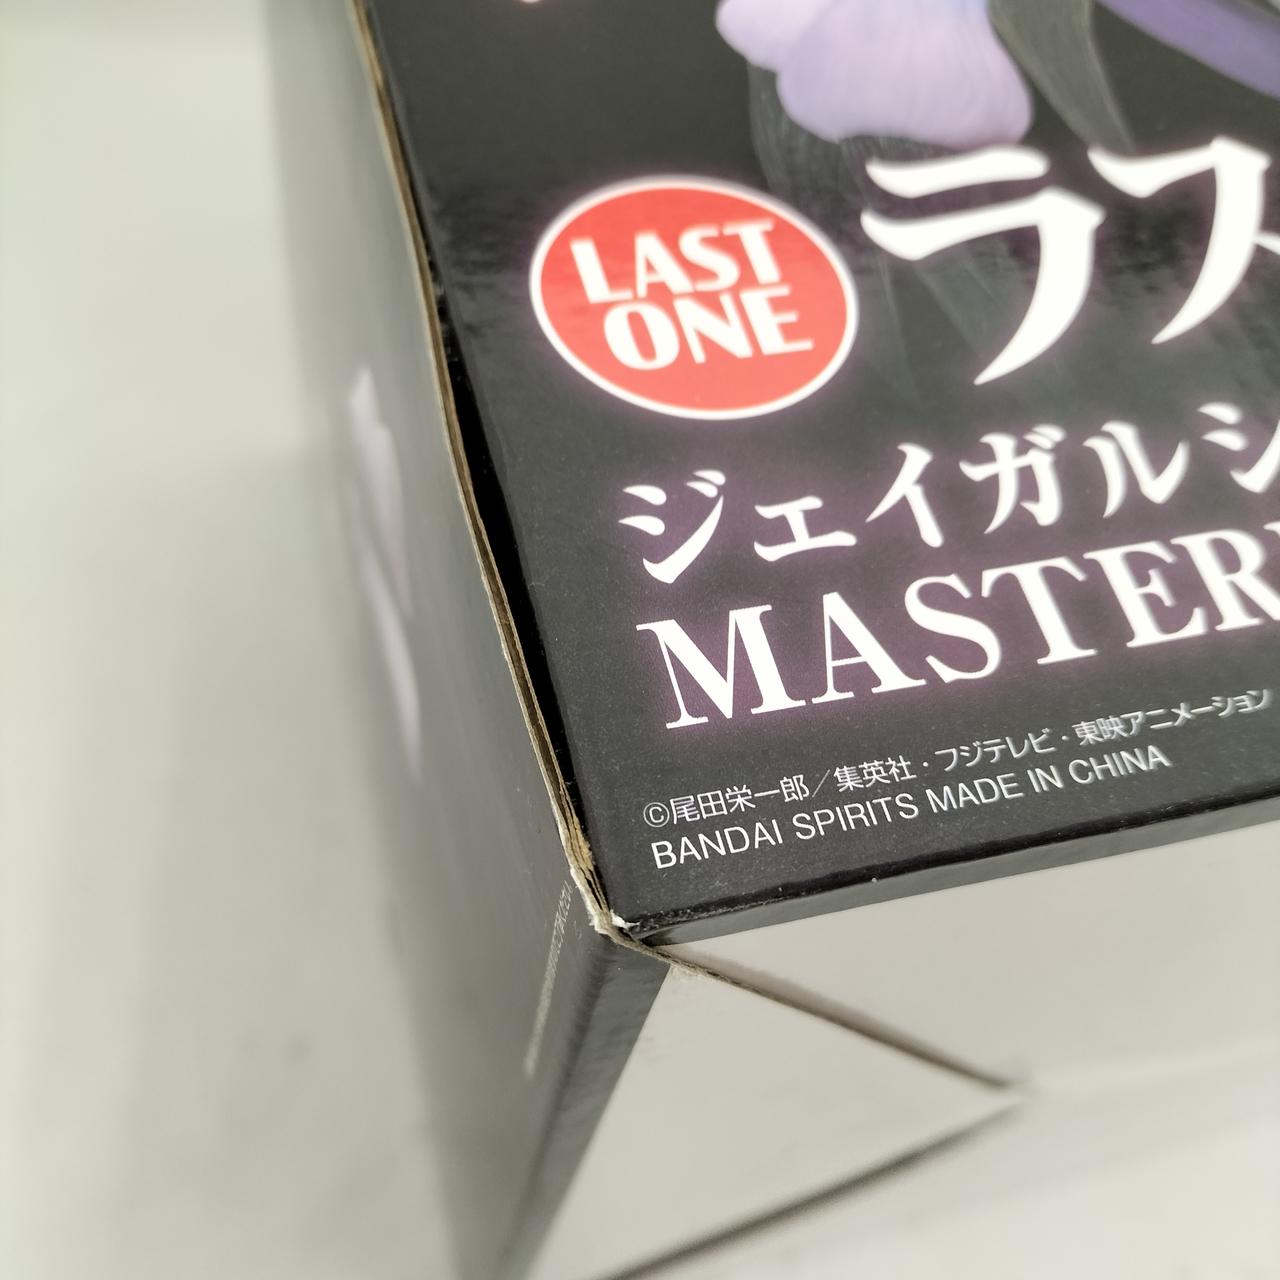 LAST
ONE
ラス
ジェイガルシ
MASTER
©尾田栄一郎／集英社・フジテレビ・東映アニメーション
BANDAI SPIRITS MADE IN CHINA